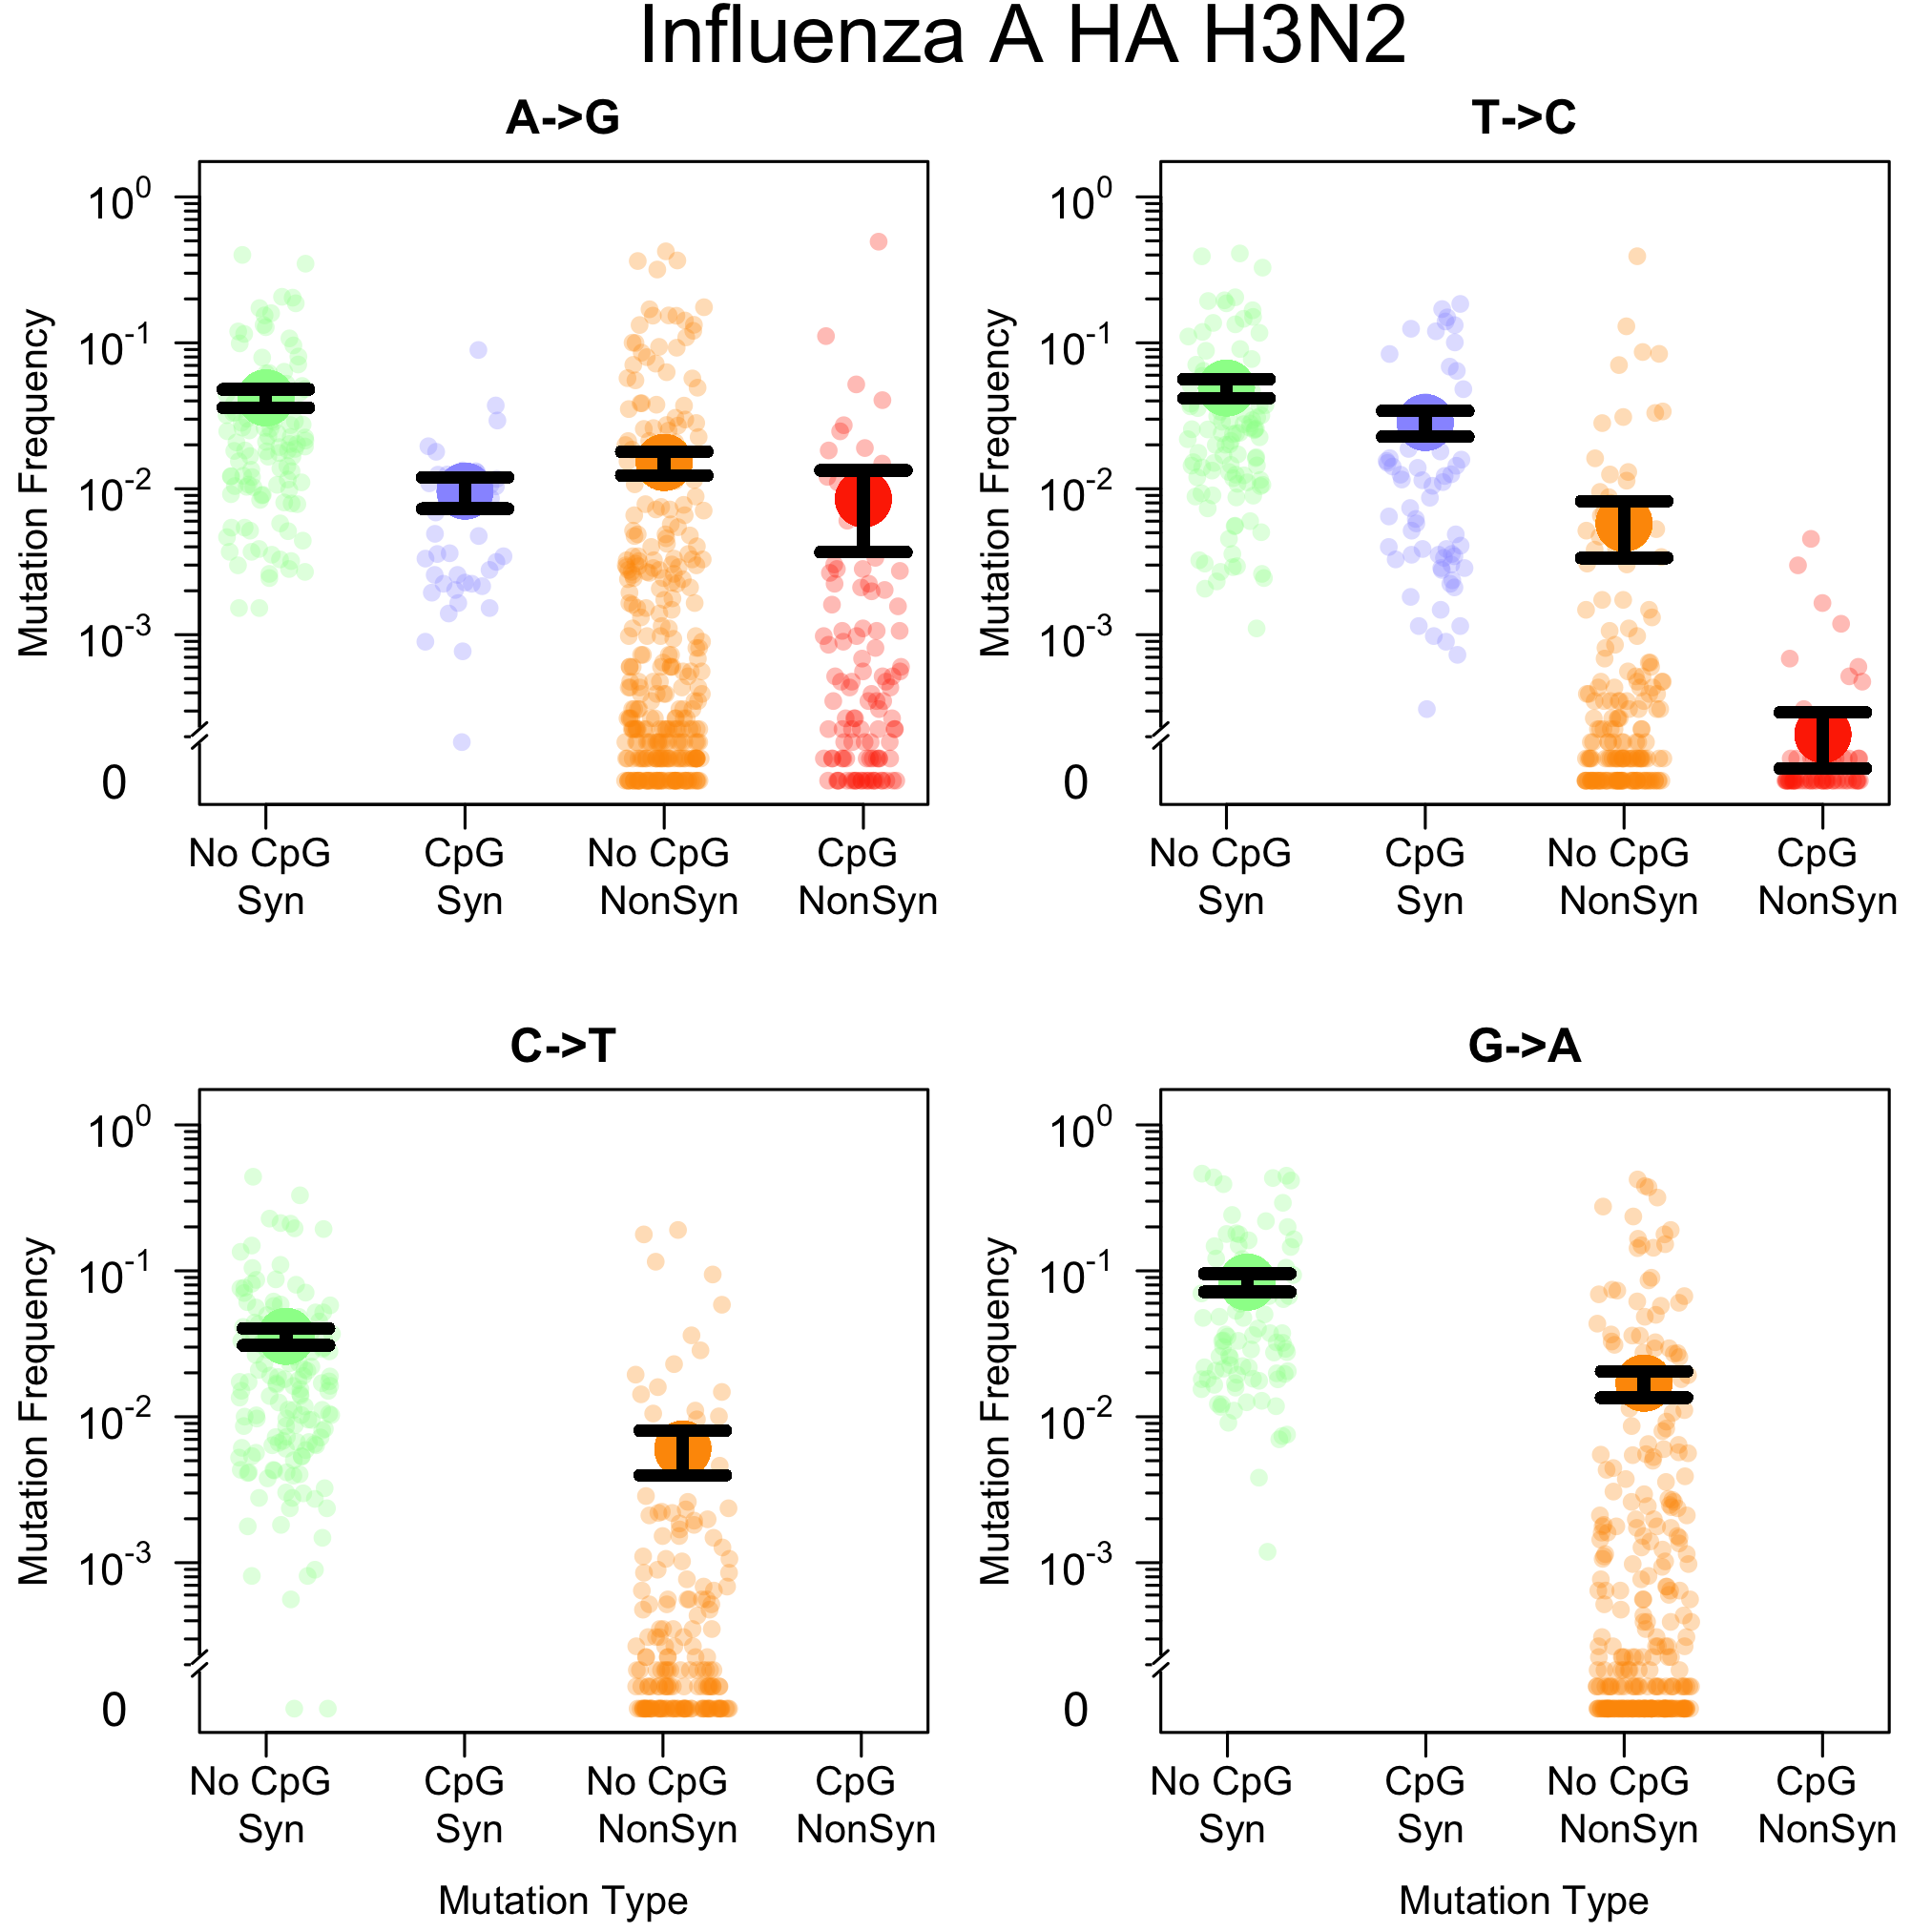 Influenza A HA H3N2
A->G
Mutation Frequency
10^0
10^-1
10^-2
10^-3
0
No CpG CpG No CpG CpG
Syn Syn NonSyn NonSyn
T->C
Mutation Frequency
10^0
10^-1
10^-2
10^-3
0
No CpG CpG No CpG CpG
Syn Syn NonSyn NonSyn
C->T
Mutation Frequency
10^0
10^-1
10^-2
10^-3
0
No CpG CpG No CpG CpG
Syn Syn NonSyn NonSyn
Mutation Type
G->A
Mutation Frequency
10^0
10^-1
10^-2
10^-3
0
No CpG CpG No CpG CpG
Syn Syn NonSyn NonSyn
Mutation Type